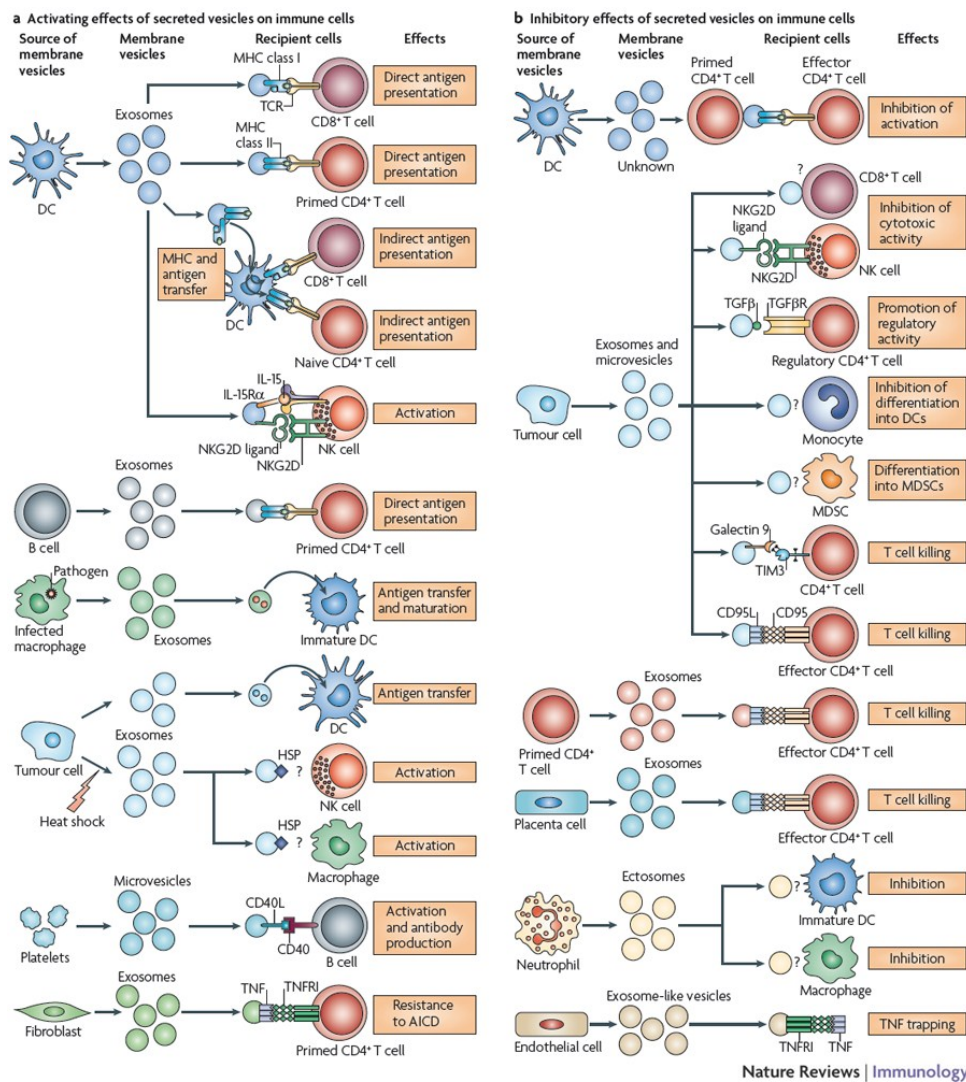 a Activating effects of secreted vesicles on immune cells
Source of
membrane
vesicles
Membrane
vesicles
Recipient cells
Effects
MHC class I
TCR
CD8⁺ T cell
Direct antigen
presentation
Exosomes
DC
MHC
class II
Primed CD4⁺ T cell
Direct antigen
presentation
MHC and
antigen
transfer
DC
CD8⁺ T cell
Indirect antigen
presentation
Naive CD4⁺ T cell
Indirect antigen
presentation
IL-15
IL-15Rα
NKG2D ligand
NKG2D
NK cell
Activation
B cell
Exosomes
Primed CD4⁺ T cell
Direct antigen
presentation
Pathogen
Infected
macrophage
Exosomes
Immature DC
Antigen transfer
and maturation
Tumour cell
Heat shock
Exosomes
DC
Antigen transfer
HSP
?
NK cell
Activation
HSP
?
Macrophage
Activation
Platelets
Microvesicles
CD40L
CD40
B cell
Activation
and antibody
production
Fibroblast
Exosomes
TNF
TNFRI
Primed CD4⁺ T cell
Resistance
to AICD
b Inhibitory effects of secreted vesicles on immune cells
Source of
membrane
vesicles
Membrane
vesicles
Recipient cells
Effects
Primed
CD4⁺ T cell
Effector
CD4⁺ T cell
DC
Unknown
Inhibition of
activation
?
CD8⁺ T cell
NKG2D
ligand
NKG2D
NK cell
Inhibition of
cytotoxic
activity
TGFβ
TGFβR
Regulatory CD4⁺ T cell
Promotion of
regulatory
activity
Tumour cell
Exosomes and
microvesicles
?
Monocyte
Inhibition of
differentiation
into DCs
?
MDSC
Differentiation
into MDSCs
Galectin 9
TIM3
CD4⁺ T cell
T cell killing
CD95L
CD95
Effector CD4⁺ T cell
T cell killing
Primed CD4⁺
T cell
Exosomes
Effector CD4⁺ T cell
T cell killing
Placenta cell
Exosomes
Effector CD4⁺ T cell
T cell killing
Neutrophil
Ectosomes
?
Immature DC
Inhibition
?
Macrophage
Inhibition
Endothelial cell
Exosome-like vesicles
TNFRI
TNF
TNF trapping
Nature Reviews | Immunology